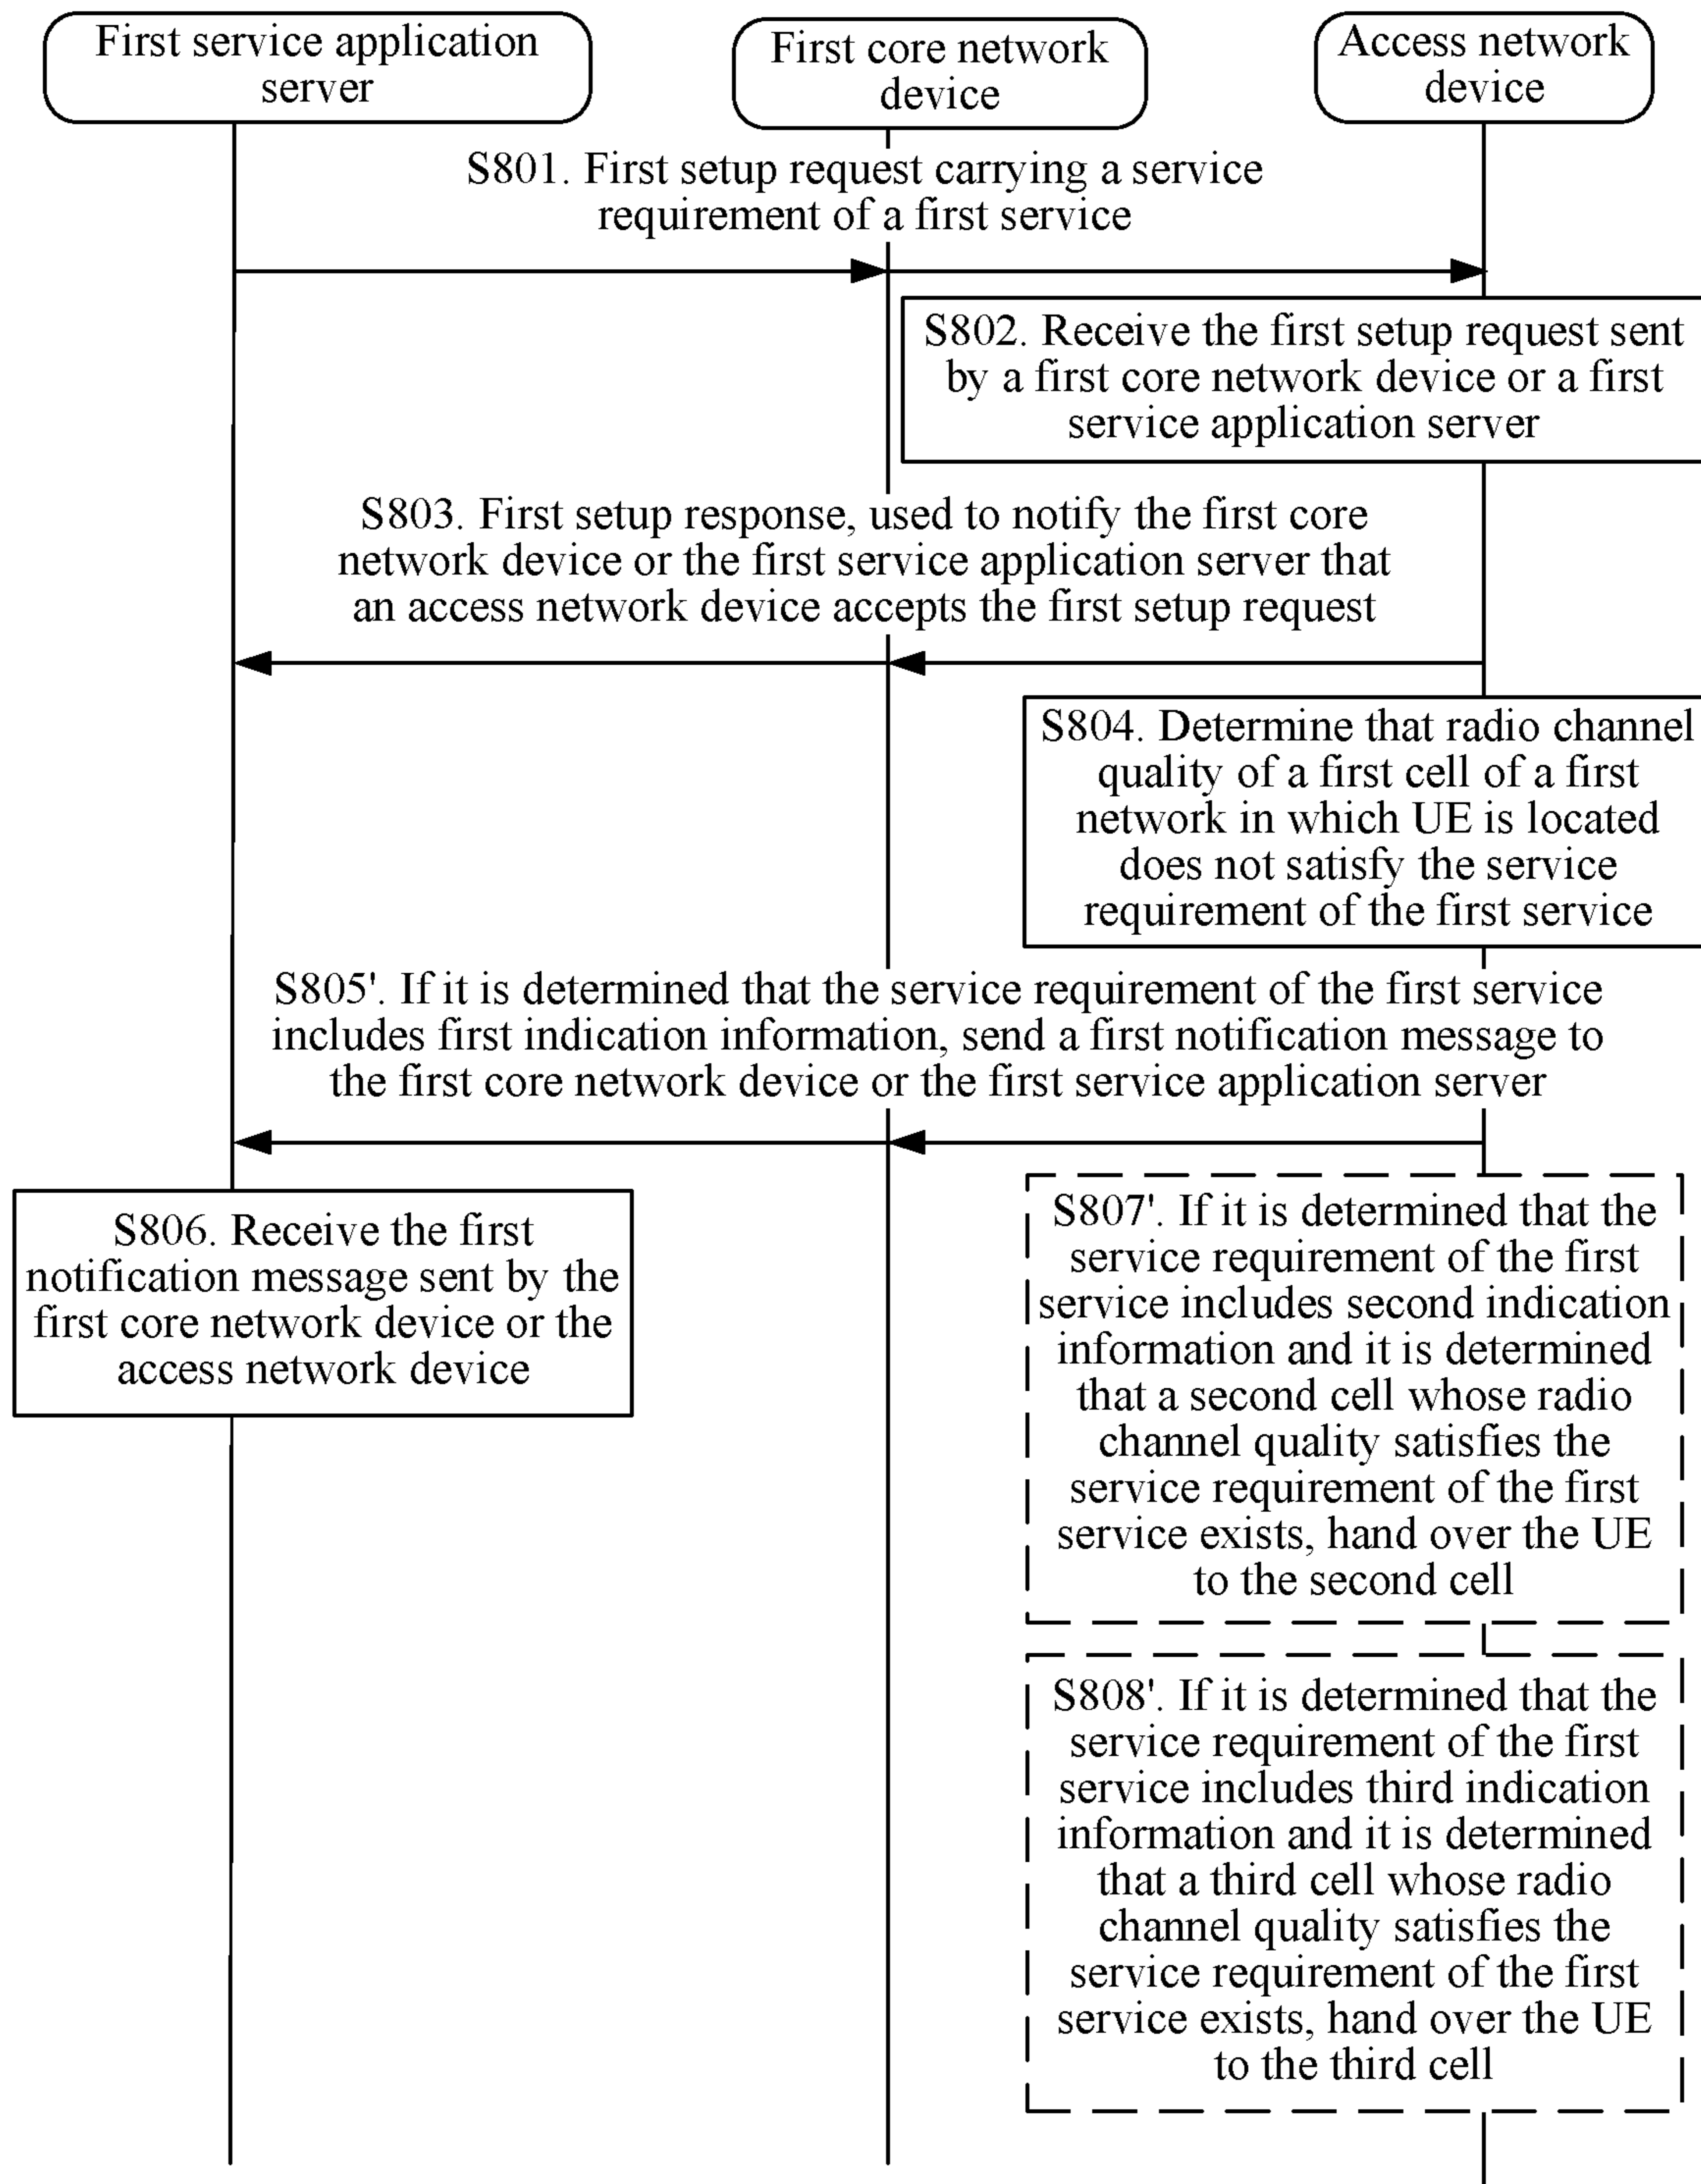 First service application
server
First core network
device
Access network
device
S801. First setup request carrying a service
requirement of a first service
S802. Receive the first setup request sent
by a first core network device or a first
service application server
S803. First setup response, used to notify the first core
network device or the first service application server that
an access network device accepts the first setup request
S804. Determine that radio channel
quality of a first cell of a first
network in which UE is located
does not satisfy the service
requirement of the first service
S805'. If it is determined that the service requirement of the first service
includes first indication information, send a first notification message to
the first core network device or the first service application server
S806. Receive the first
notification message sent by the
first core network device or the
access network device
S807'. If it is determined that the
service requirement of the first
service includes second indication
information and it is determined
that a second cell whose radio
channel quality satisfies the
service requirement of the first
service exists, hand over the UE
to the second cell
S808'. If it is determined that the
service requirement of the first
service includes third indication
information and it is determined
that a third cell whose radio
channel quality satisfies the
service requirement of the first
service exists, hand over the UE
to the third cell